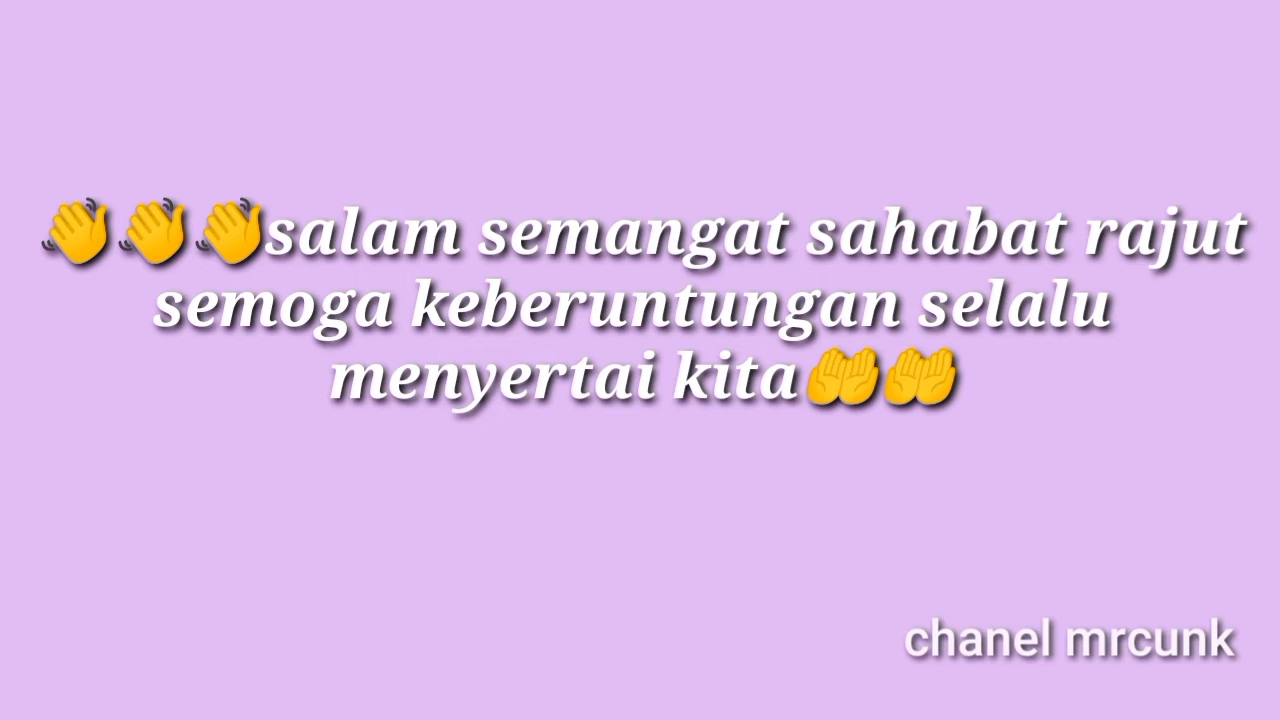 👋👋👋salam semangat sahabat rajut
semoga keberuntungan selalu
menyertai kita🤲🤲
chanel mrcunk